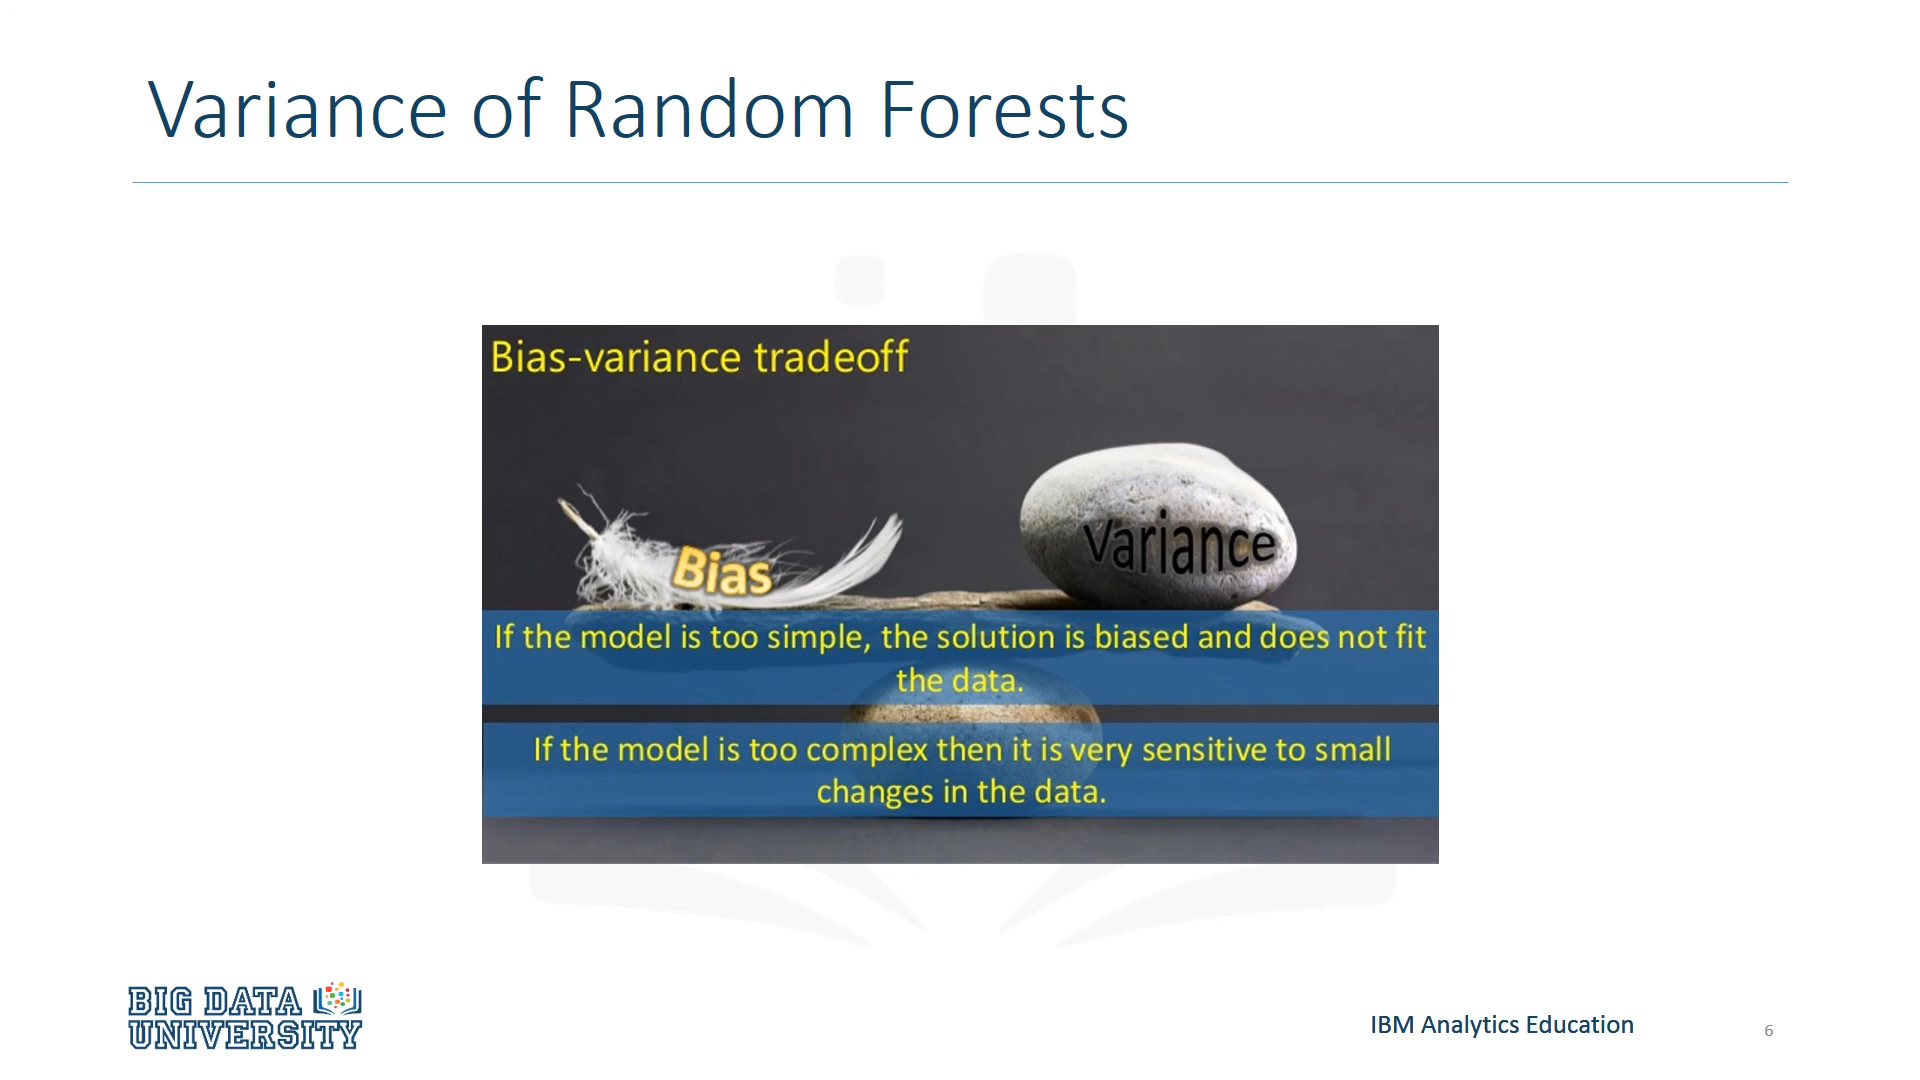 Variance of Random Forests
Bias-variance tradeoff
Bias
Variance
If the model is too simple, the solution is biased and does not fit
the data.
If the model is too complex then it is very sensitive to small
changes in the data.
BIG DATA
UNIVERSITY
IBM Analytics Education
6